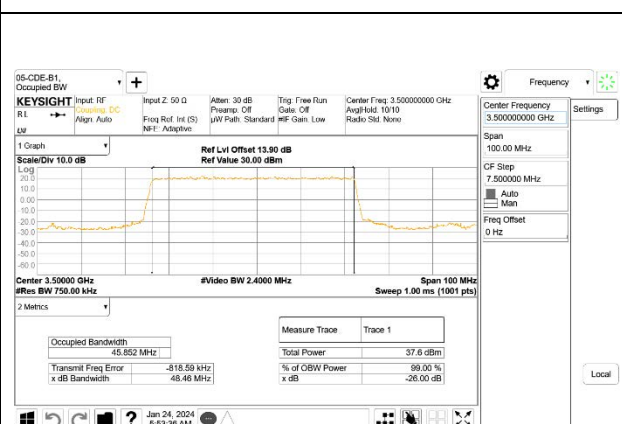 05-CDE-B1,
Occupied BW
Frequency
KEYSIGHT
RL
Input: RF
Coupling: DC
Align: Auto
Input Z: 50 Ω
Freq Ref: Int (S)
NFE: Adaptive
Atten: 30 dB
Preamp: Off
µW Path: Standard
Trig: Free Run
Gate: Off
#IF Gain: Low
Center Freq: 3.500000000 GHz
Avg|Hold: 10/10
Radio Std: None
Center Frequency
3.500000000 GHz
Settings
Span
100.00 MHz
CF Step
7.500000 MHz
Auto
Man
Freq Offset
0 Hz
1 Graph
Scale/Div 10.0 dB
Ref Lvl Offset 13.90 dB
Ref Value 30.00 dBm
Log
20.0
10.0
0.00
-10.0
-20.0
-30.0
-40.0
-50.0
-60.0
Center 3.50000 GHz
#Res BW 750.00 kHz
#Video BW 2.4000 MHz
Span 100 MHz
Sweep 1.00 ms (1001 pts)
2 Metrics
Measure Trace Trace 1
Occupied Bandwidth
45.852 MHz
Total Power 37.6 dBm
Transmit Freq Error -818.59 kHz
% of OBW Power 99.00 %
x dB Bandwidth 48.46 MHz
x dB -26.00 dB
Local
Jan 24, 2024